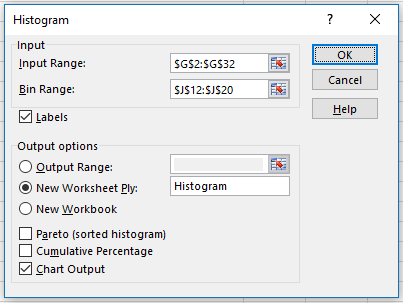 Histogram
Input
Input Range: $G$2:$G$32
Bin Range: $J$12:$J$20
Labels
OK
Cancel
Help
Output options
Output Range:
New Worksheet Ply: Histogram
New Workbook
Pareto (sorted histogram)
Cumulative Percentage
Chart Output